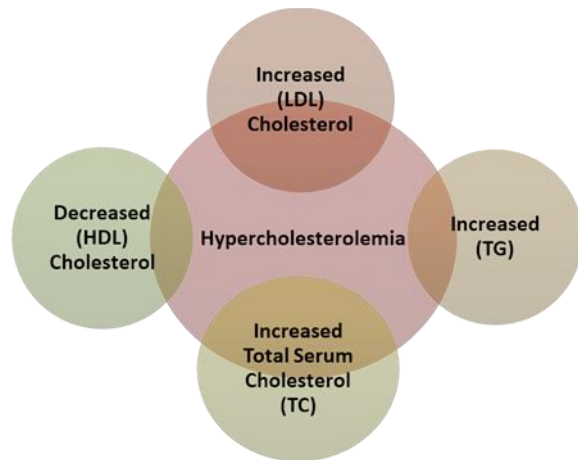 Increased
(LDL)
Cholesterol
Decreased
(HDL)
Cholesterol
Hypercholesterolemia
Increased
(TG)
Increased
Total Serum
Cholesterol
(TC)